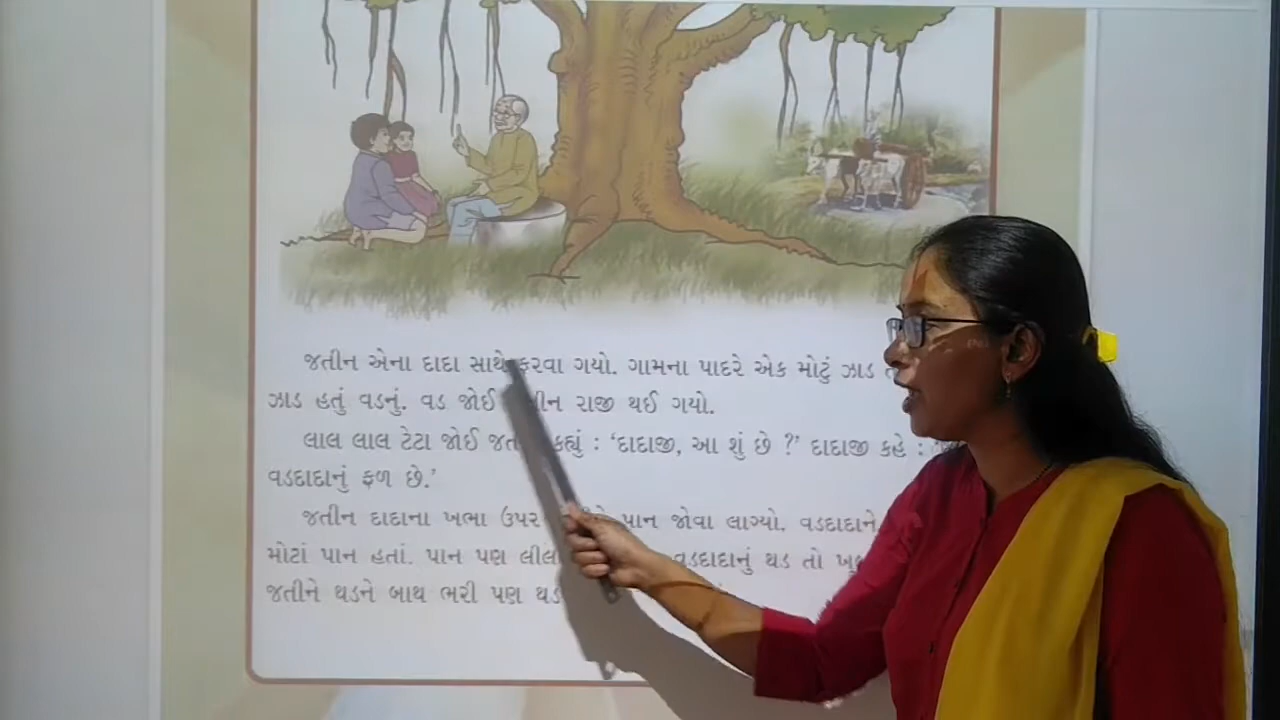 જતીન એના દાદા સાથે ફરવા ગયો. ગામના પાદરે એક મોટું ઝાડ
ઝાડ હતું વડનું. વડ જોઈ રાજી થઈ ગયો.
લાલ લાલ ટેટા જોઈ કહ્યું : ‘દાદાજી, આ શું છે ?’ દાદાજી કહે :
વડદાદાનું ફળ છે.’
જતીન દાદાના ખભા ઉપર પાન જોવા લાગ્યો. વડદાદાને
મોટાં પાન હતાં. પાન પણ વડદાદાનું થડ તો
જતીને થડને બાથ ભરી પણ થડ